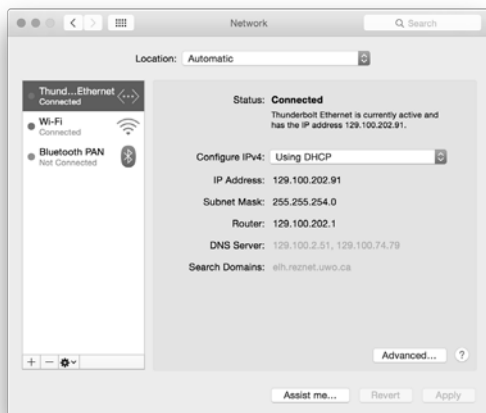 Network
Search
Location: Automatic
Thund...Ethernet
Connected
Wi-Fi
Connected
Bluetooth PAN
Not Connected
Status: Connected
Thunderbolt Ethernet is currently active and
has the IP address 129.100.202.91.
Configure IPv4: Using DHCP
IP Address: 129.100.202.91
Subnet Mask: 255.255.254.0
Router: 129.100.202.1
DNS Server: 129.100.2.51, 129.100.74.79
Search Domains: elh.reznet.uwo.ca
+ −
Advanced... ?
Assist me... Revert Apply